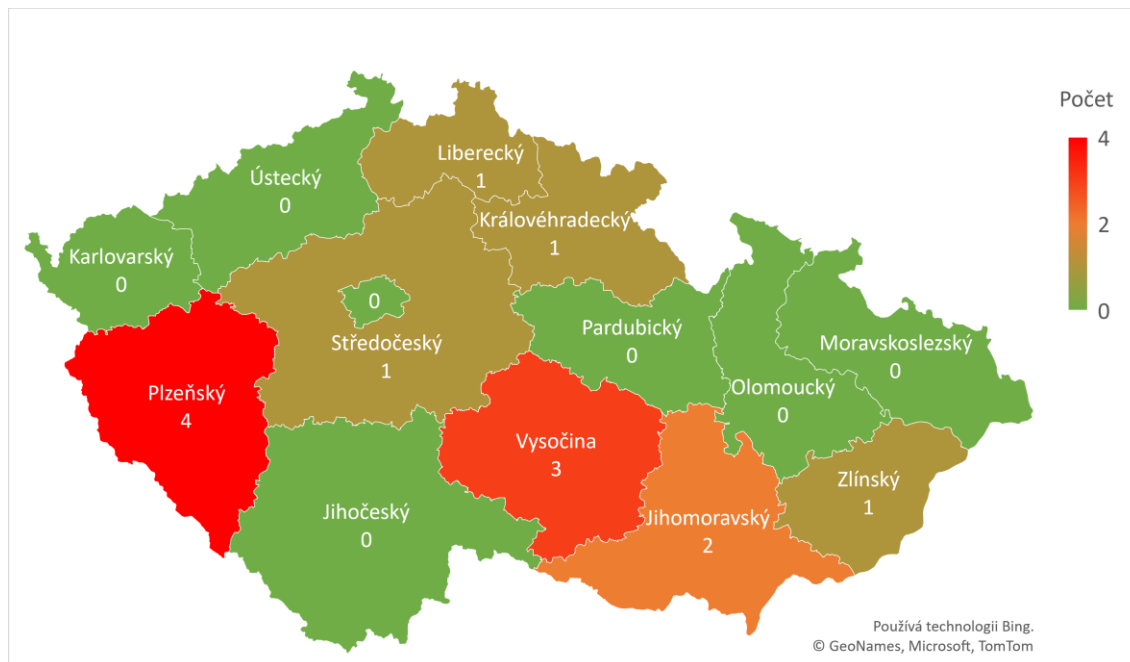 Počet
4
2
0
Liberecký
1
Ústecký
0
Královéhradecký
1
Karlovarský
0
0
Středočeský
1
Pardubický
0
Moravskoslezský
0
Olomoucký
0
Plzeňský
4
Vysočina
3
Zlínský
1
Jihočeský
0
Jihomoravský
2
Používá technologii Bing.
© GeoNames, Microsoft, TomTom